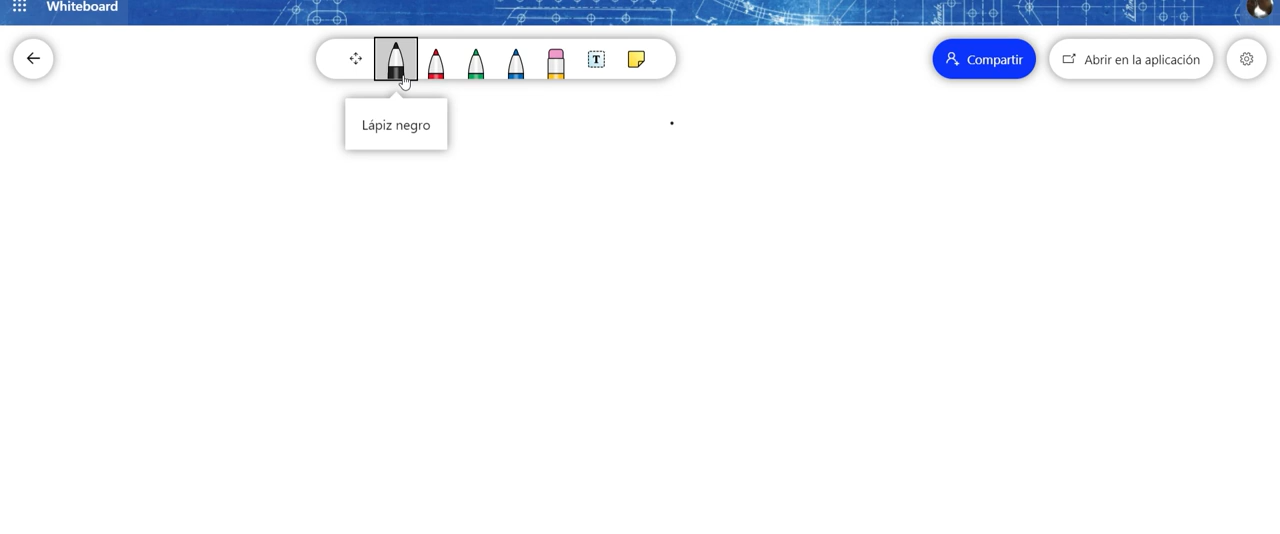 Whiteboard
T
Compartir
Abrir en la aplicación
Lápiz negro